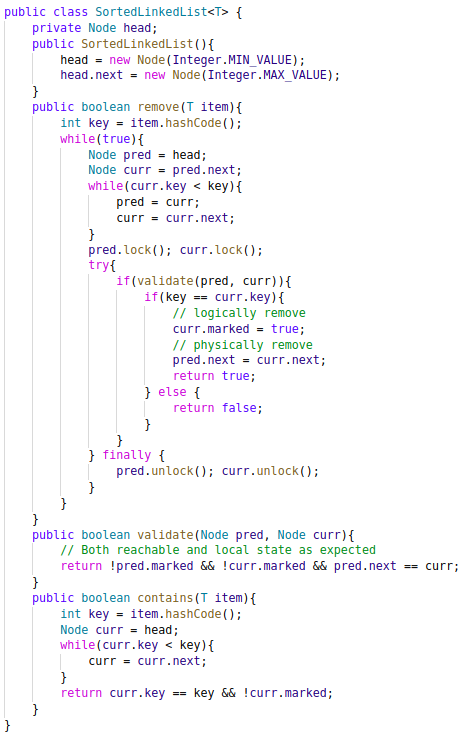 public class SortedLinkedList<T> {
    private Node head;
    public SortedLinkedList(){
        head = new Node(Integer.MIN_VALUE);
        head.next = new Node(Integer.MAX_VALUE);
    }
    public boolean remove(T item){
        int key = item.hashCode();
        while(true){
            Node pred = head;
            Node curr = pred.next;
            while(curr.key < key){
                pred = curr;
                curr = curr.next;
            }
            pred.lock(); curr.lock();
            try{
                if(validate(pred, curr)){
                    if(key == curr.key){
                        // logically remove
                        curr.marked = true;
                        // physically remove
                        pred.next = curr.next;
                        return true;
                    } else {
                        return false;
                    }
                }
            } finally {
                pred.unlock(); curr.unlock();
            }
        }
    }
    public boolean validate(Node pred, Node curr){
        // Both reachable and local state as expected
        return !pred.marked && !curr.marked && pred.next == curr;
    }
    public boolean contains(T item){
        int key = item.hashCode();
        Node curr = head;
        while(curr.key < key){
            curr = curr.next;
        }
        return curr.key == key && !curr.marked;
    }
}